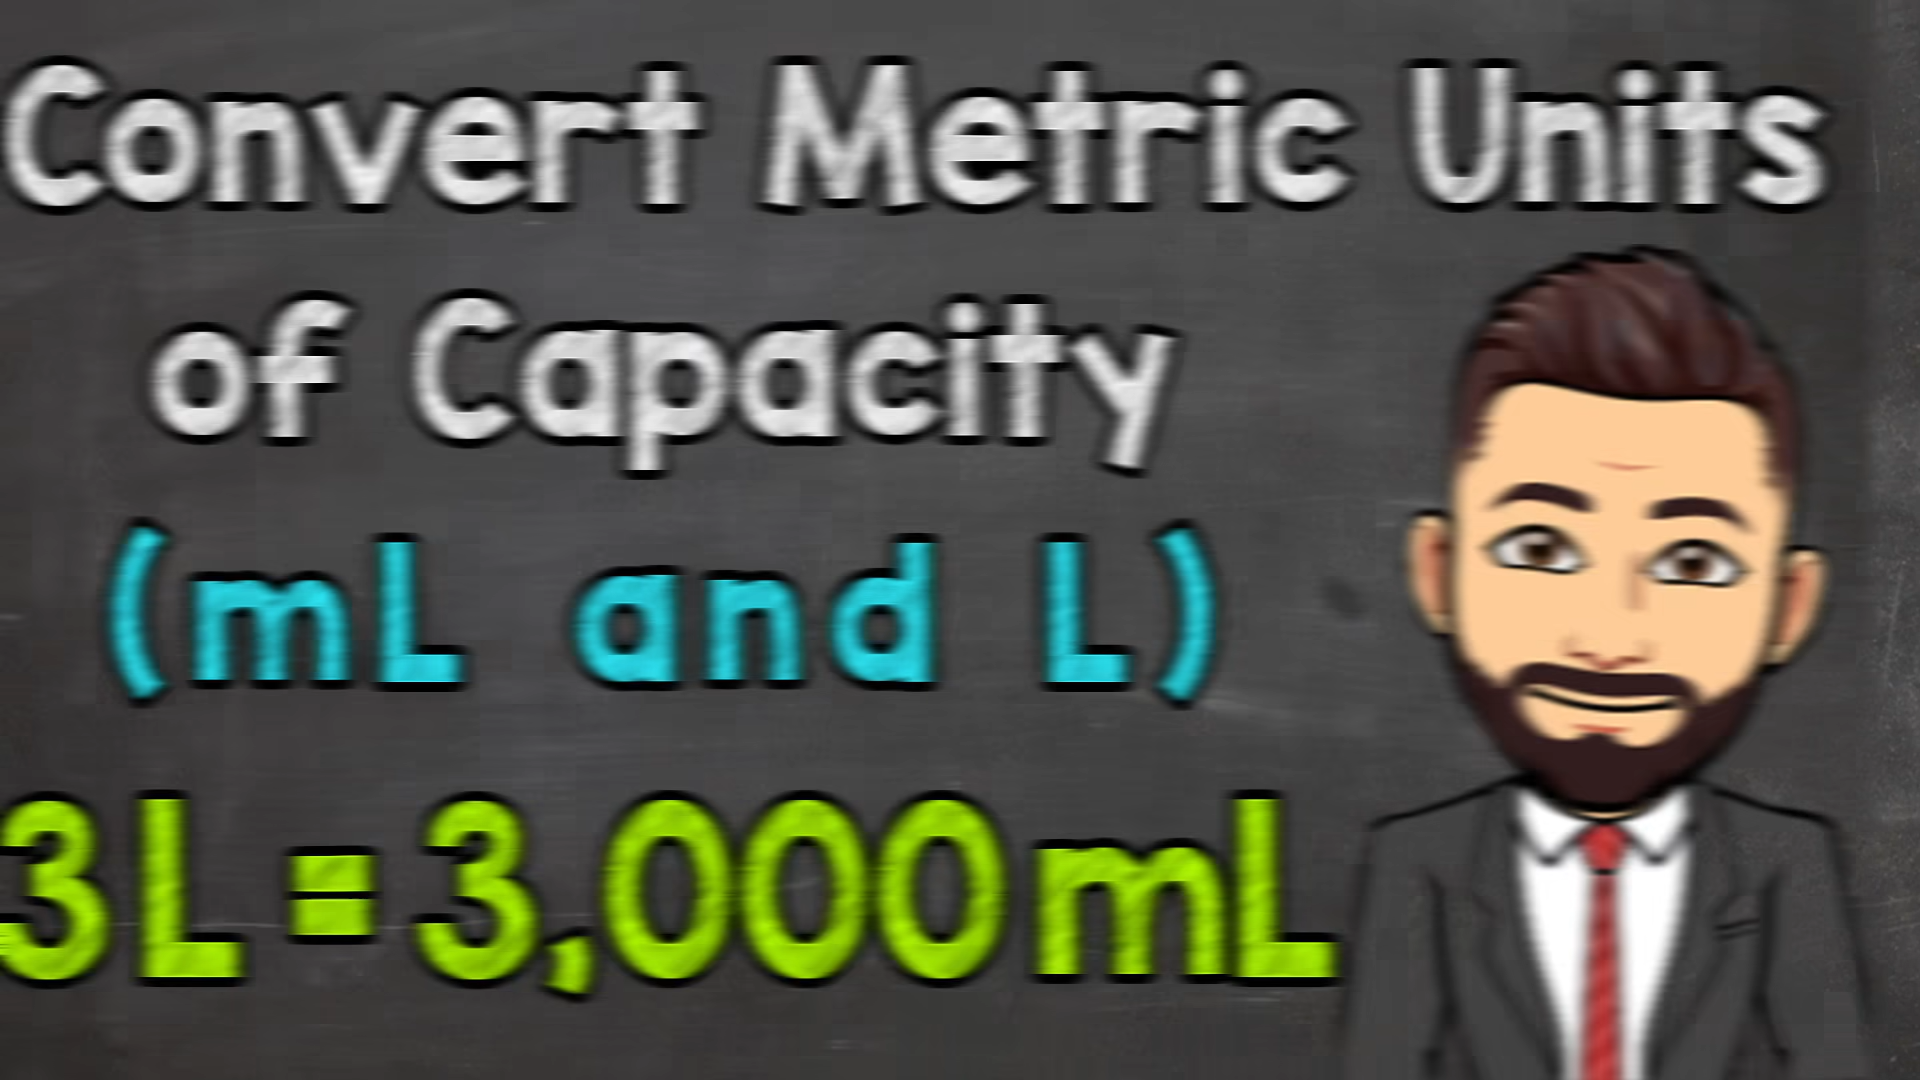 Convert Metric Units
of Capacity
(mL and L)
3L=3,000mL